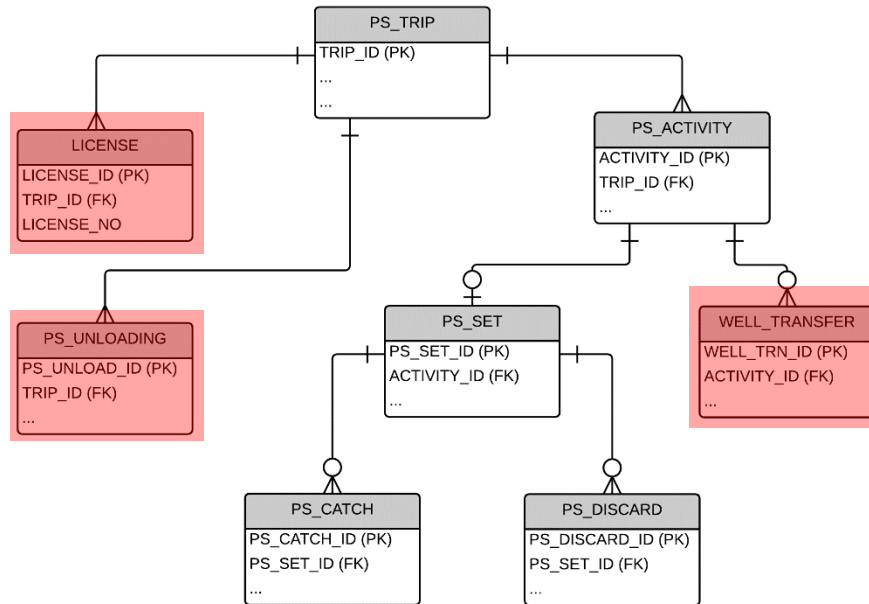 PS_TRIP
TRIP_ID (PK)
...
...
LICENSE
LICENSE_ID (PK)
TRIP_ID (FK)
LICENSE_NO
PS_ACTIVITY
ACTIVITY_ID (PK)
TRIP_ID (FK)
...
PS_UNLOADING
PS_UNLOAD_ID (PK)
TRIP_ID (FK)
...
PS_SET
PS_SET_ID (PK)
ACTIVITY_ID (FK)
...
WELL_TRANSFER
WELL_TRN_ID (PK)
ACTIVITY_ID (FK)
...
PS_CATCH
PS_CATCH_ID (PK)
PS_SET_ID (FK)
...
PS_DISCARD
PS_DISCARD_ID (PK)
PS_SET_ID (FK)
...